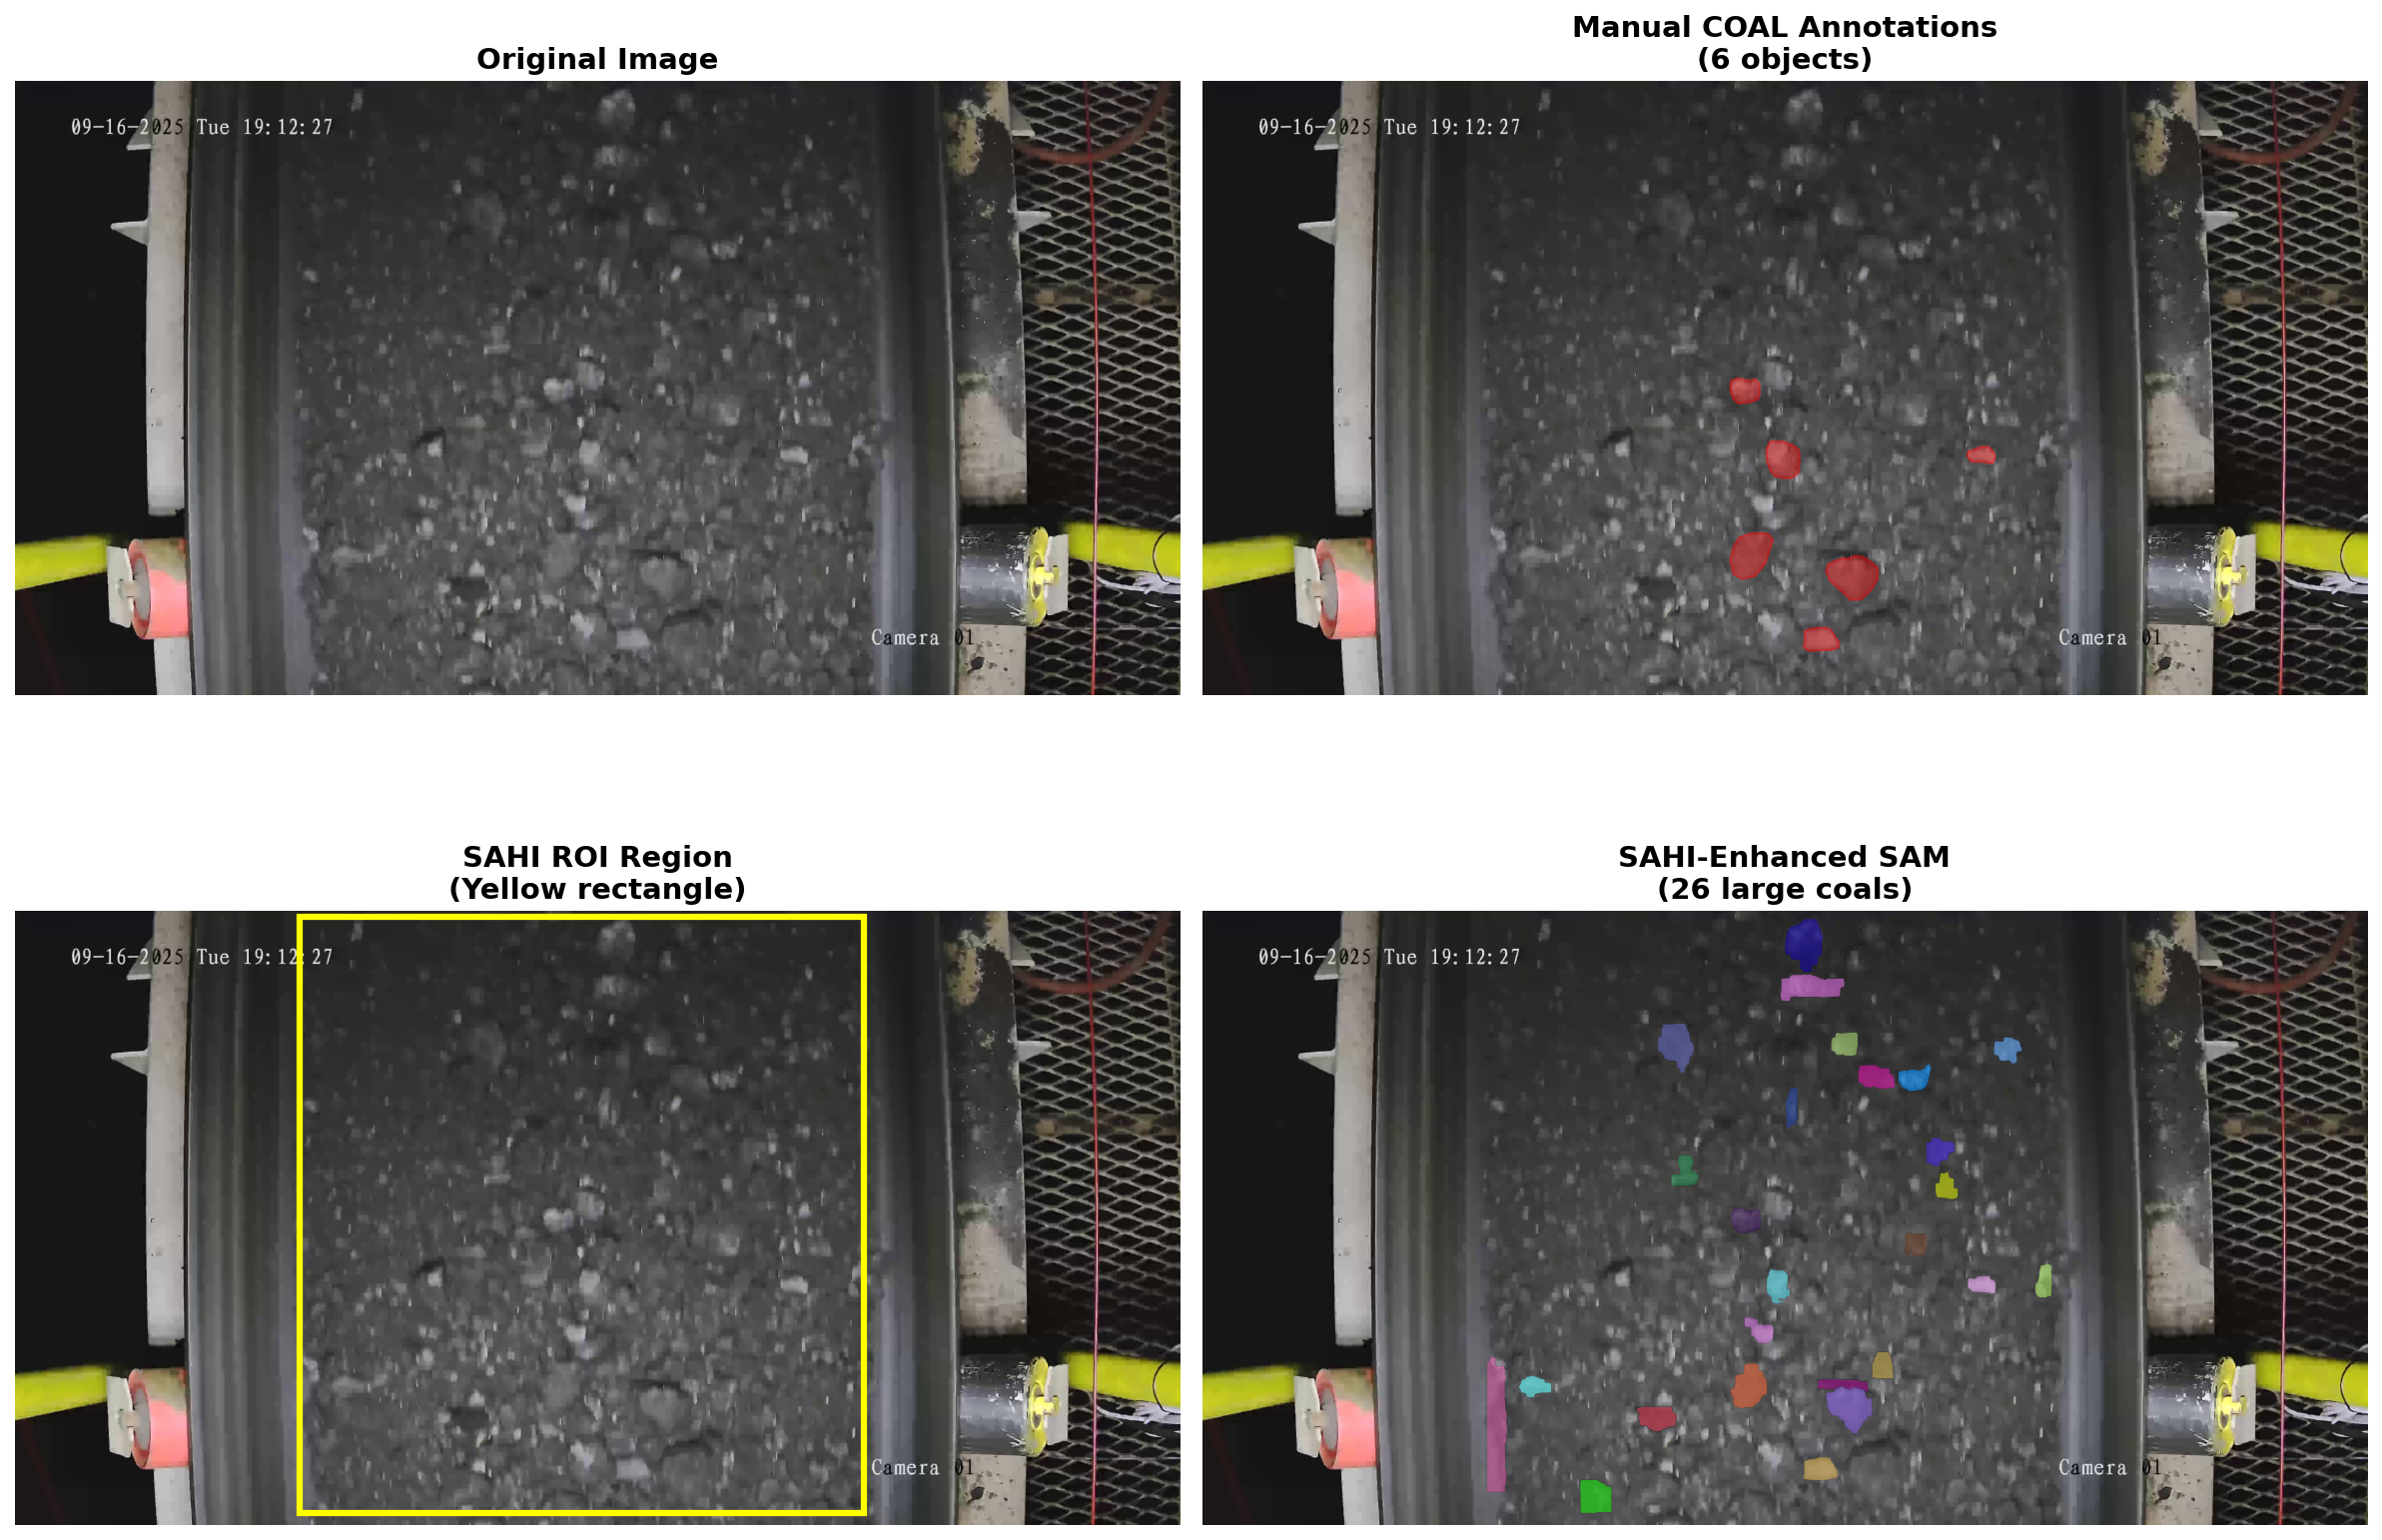 Original Image
09-16-2025 Tue 19:12:27
Camera 01
Manual COAL Annotations
(6 objects)
09-16-2025 Tue 19:12:27
Camera 01
SAHI ROI Region
(Yellow rectangle)
09-16-2025 Tue 19:12:27
Camera 01
SAHI-Enhanced SAM
(26 large coals)
09-16-2025 Tue 19:12:27
Camera 01